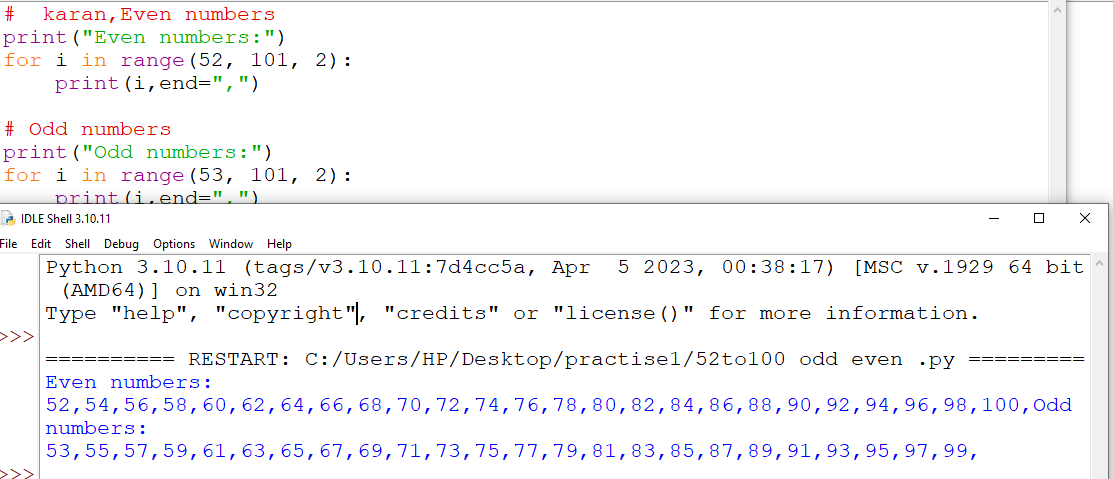 #  karan,Even numbers
print("Even numbers:")
for i in range(52, 101, 2):
    print(i,end=",")
# Odd numbers
print("Odd numbers:")
for i in range(53, 101, 2):
    print(i,end=",")
IDLE Shell 3.10.11
File Edit Shell Debug Options Window Help
Python 3.10.11 (tags/v3.10.11:7d4cc5a, Apr  5 2023, 00:38:17) [MSC v.1929 64 bit
 (AMD64)] on win32
Type "help", "copyright", "credits" or "license()" for more information.
>>>
========== RESTART: C:/Users/HP/Desktop/practise1/52to100 odd even .py =========
Even numbers:
52,54,56,58,60,62,64,66,68,70,72,74,76,78,80,82,84,86,88,90,92,94,96,98,100,Odd
numbers:
53,55,57,59,61,63,65,67,69,71,73,75,77,79,81,83,85,87,89,91,93,95,97,99,
>>>